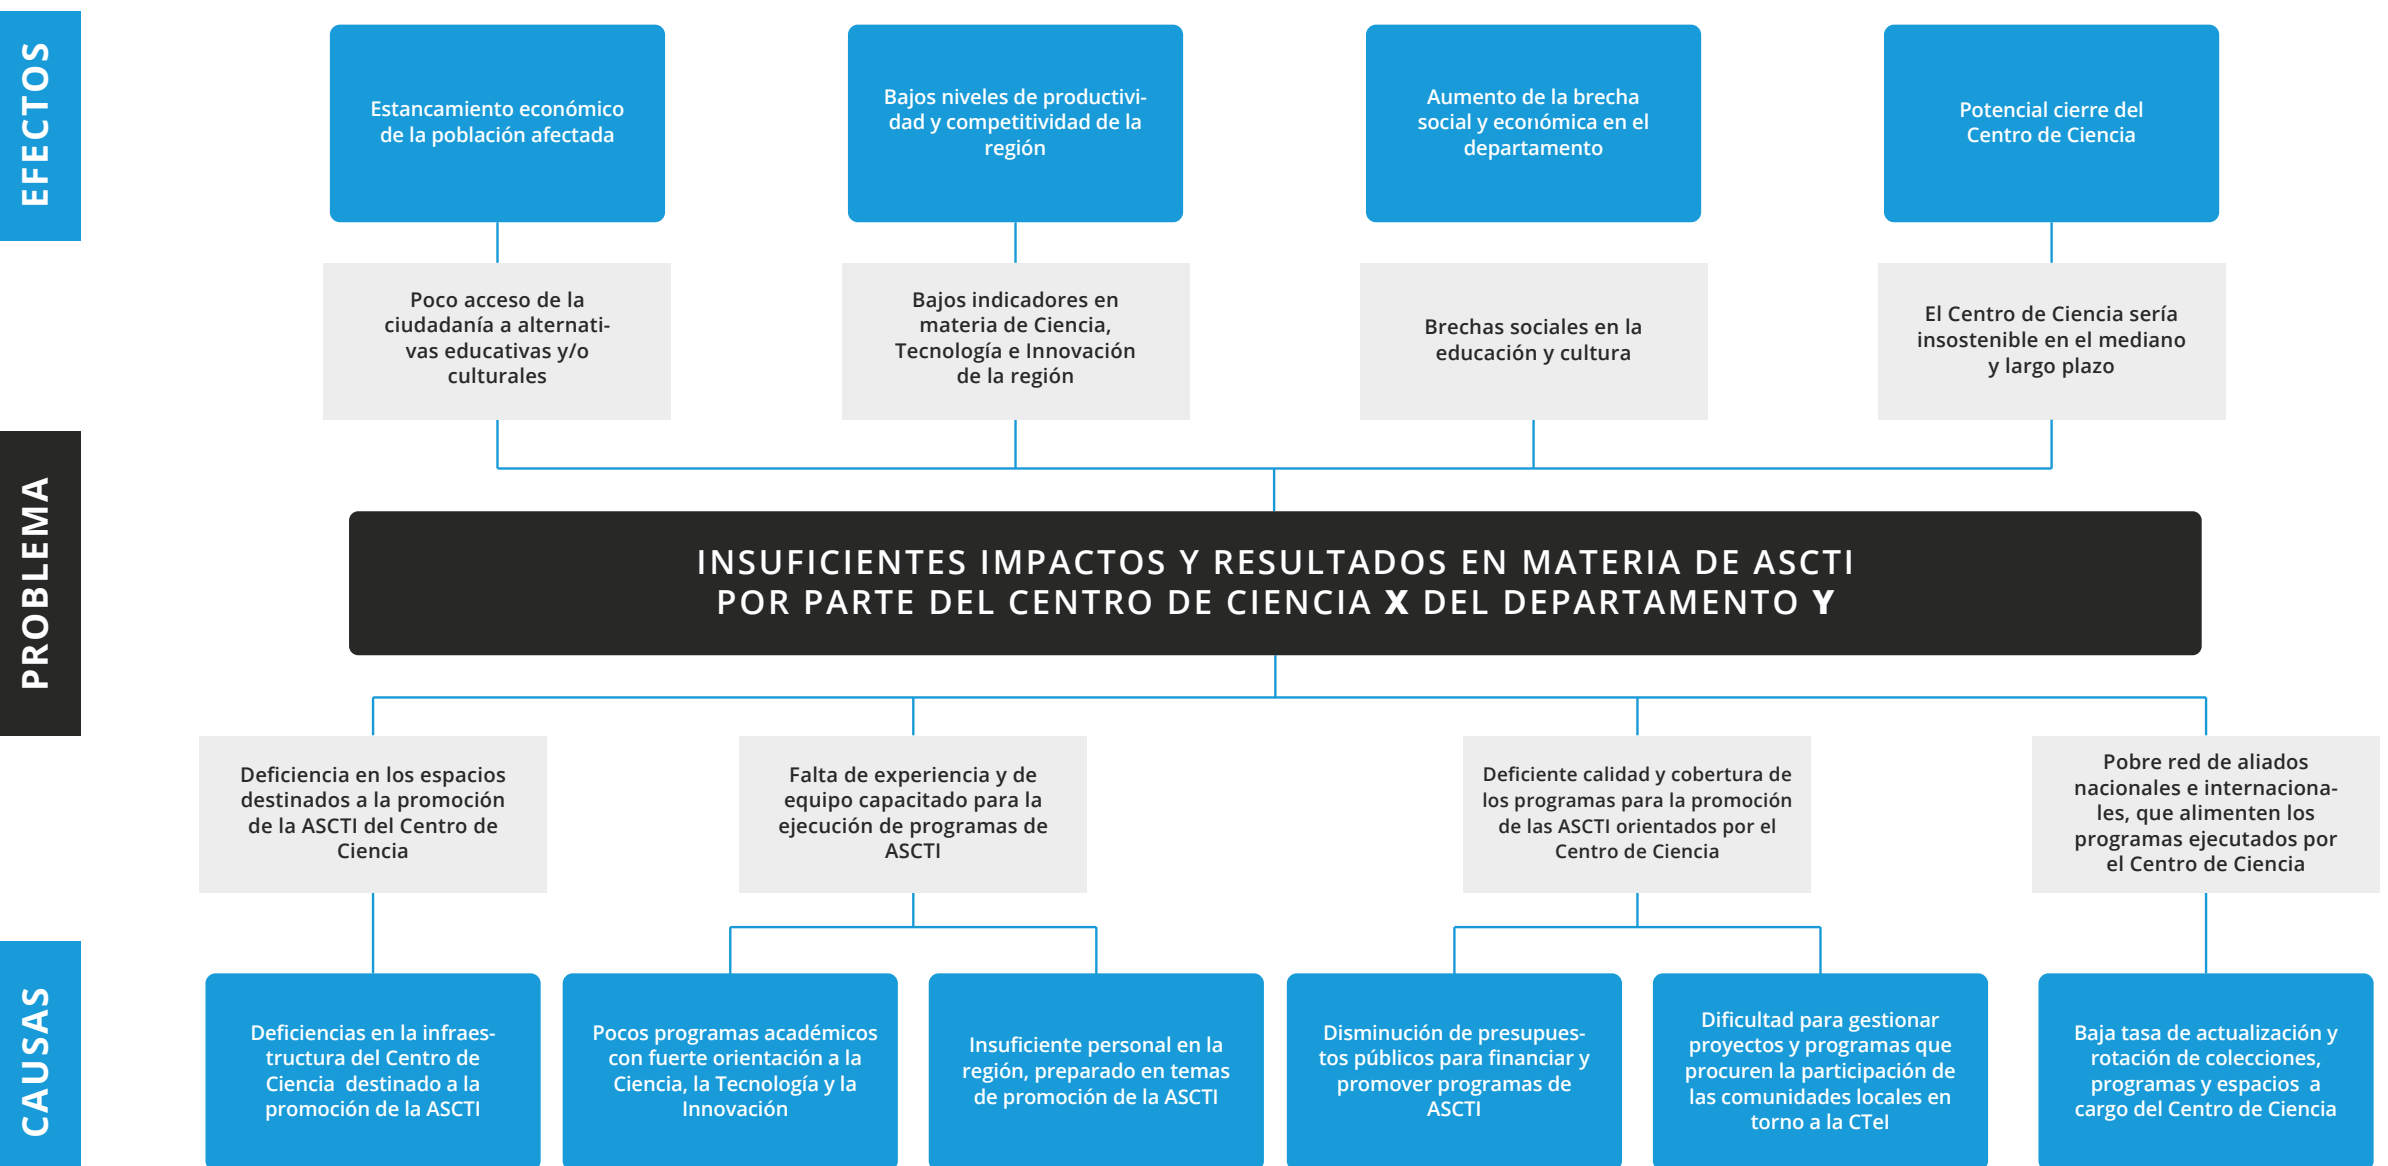 EFECTOS
Estancamiento económico
de la población afectada
Bajos niveles de productivi-
dad y competitividad de la
región
Aumento de la brecha
social y económica en el
departamento
Potencial cierre del
Centro de Ciencia
Poco acceso de la
ciudadanía a alternati-
vas educativas y/o
culturales
Bajos indicadores en
materia de Ciencia,
Tecnología e Innovación
de la región
Brechas sociales en la
educación y cultura
El Centro de Ciencia sería
insostenible en el mediano
y largo plazo
PROBLEMA
INSUFICIENTES IMPACTOS Y RESULTADOS EN MATERIA DE ASCTI
POR PARTE DEL CENTRO DE CIENCIA X DEL DEPARTAMENTO Y
Deficiencia en los espacios
destinados a la promoción
de la ASCTI del Centro de
Ciencia
Falta de experiencia y de
equipo capacitado para la
ejecución de programas de
ASCTI
Deficiente calidad y cobertura de
los programas para la promoción
de las ASCTI orientados por el
Centro de Ciencia
Pobre red de aliados
nacionales e internaciona-
les, que alimenten los
programas ejecutados por
el Centro de Ciencia
CAUSAS
Deficiencias en la infraes-
tructura del Centro de
Ciencia destinado a la
promoción de la ASCTI
Pocos programas académicos
con fuerte orientación a la
Ciencia, la Tecnología y la
Innovación
Insuficiente personal en la
región, preparado en temas
de promoción de la ASCTI
Disminución de presupues-
tos públicos para financiar y
promover programas de
ASCTI
Dificultad para gestionar
proyectos y programas que
procuren la participación de
las comunidades locales en
torno a la CTeI
Baja tasa de actualización y
rotación de colecciones,
programas y espacios a
cargo del Centro de Ciencia